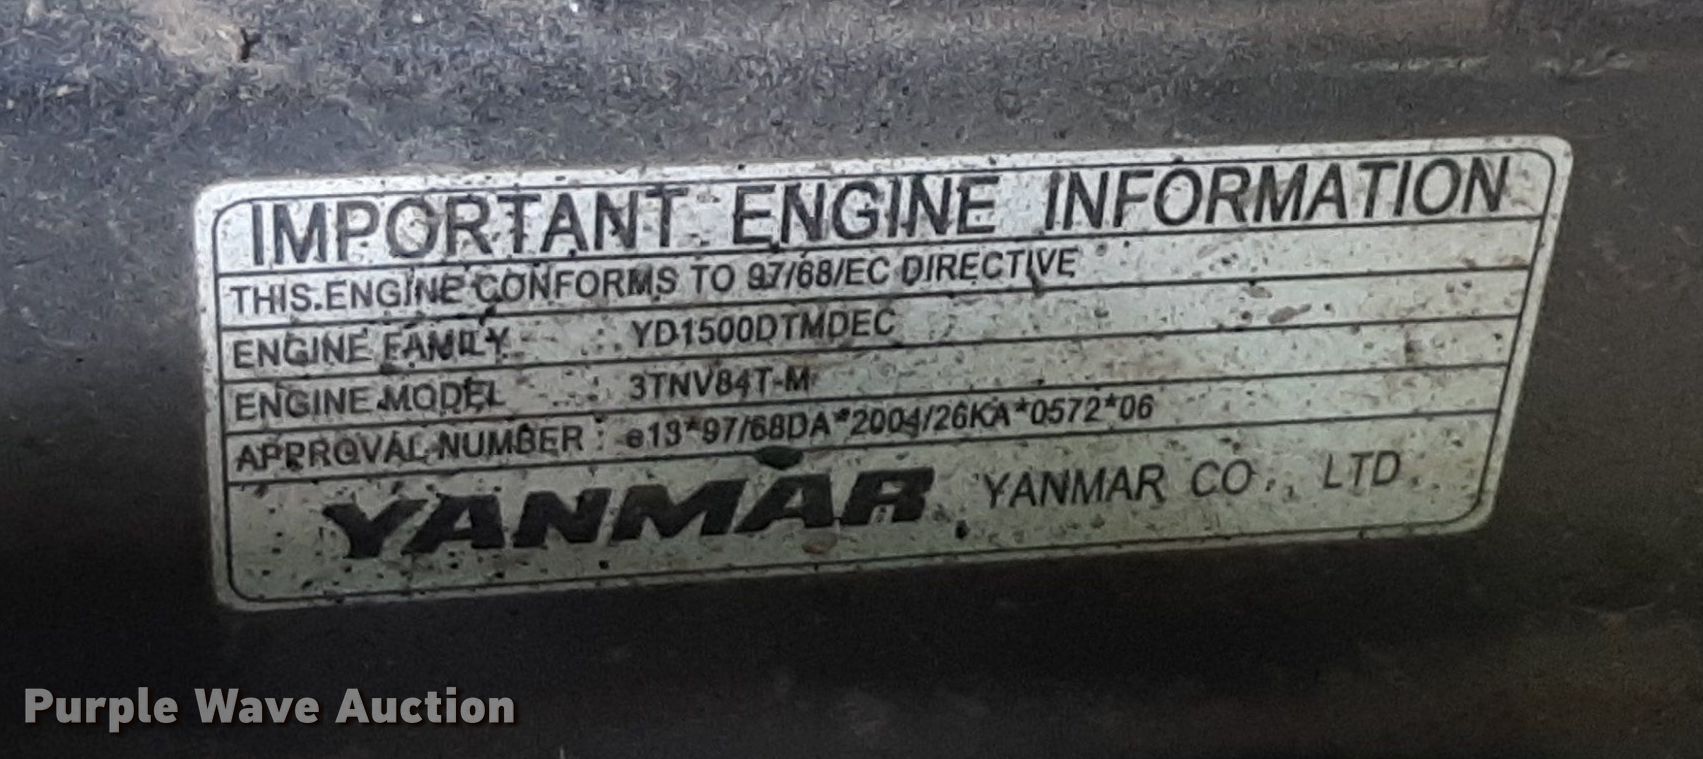 IMPORTANT ENGINE INFORMATION
THIS ENGINE CONFORMS TO 97/68/EC DIRECTIVE
ENGINE FAMILY : YD1500DTMDEC
ENGINE MODEL : 3TNV84T-M
APPROVAL NUMBER : e13*97/68DA*2004/26KA*0572*06
YANMAR YANMAR CO., LTD.
Purple Wave Auction